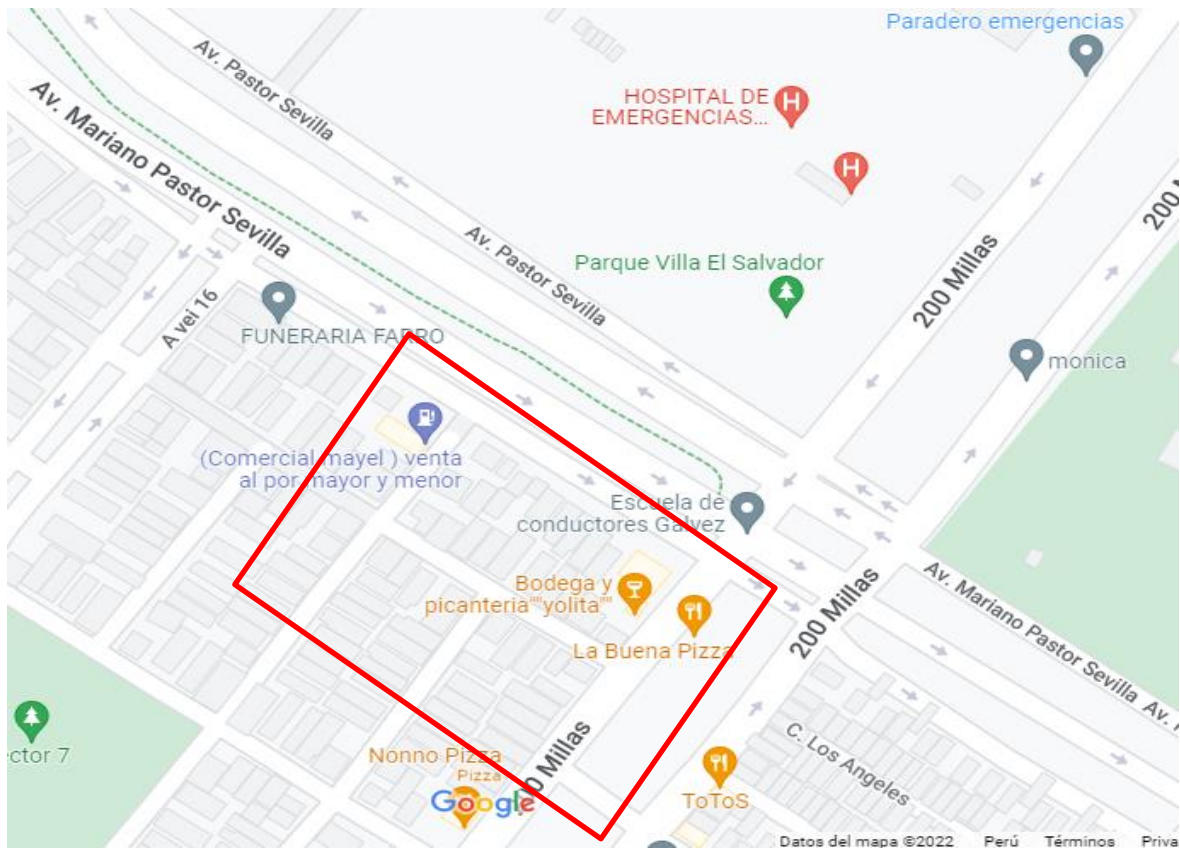 Paradero emergencias
Av. Pastor Sevilla
HOSPITAL DE
EMERGENCIAS...
Av. Mariano Pastor Sevilla
200 M
Av. Pastor Sevilla
Parque Villa El Salvador
200 Millas
A vei 16
FUNERARIA FARRO
monica
(Comercial mayel ) venta
al por mayor y menor
Escuela de
conductores Galvez
Bodega y
picanteria""yolita""
200 Millas
Av. Mariano Pastor Sevilla
Av. 
La Buena Pizza
ector 7
Nonno Pizza
Pizza
00 Millas
C. Los Angeles
ToToS
Google
Datos del mapa ©2022 Perú Términos Priva